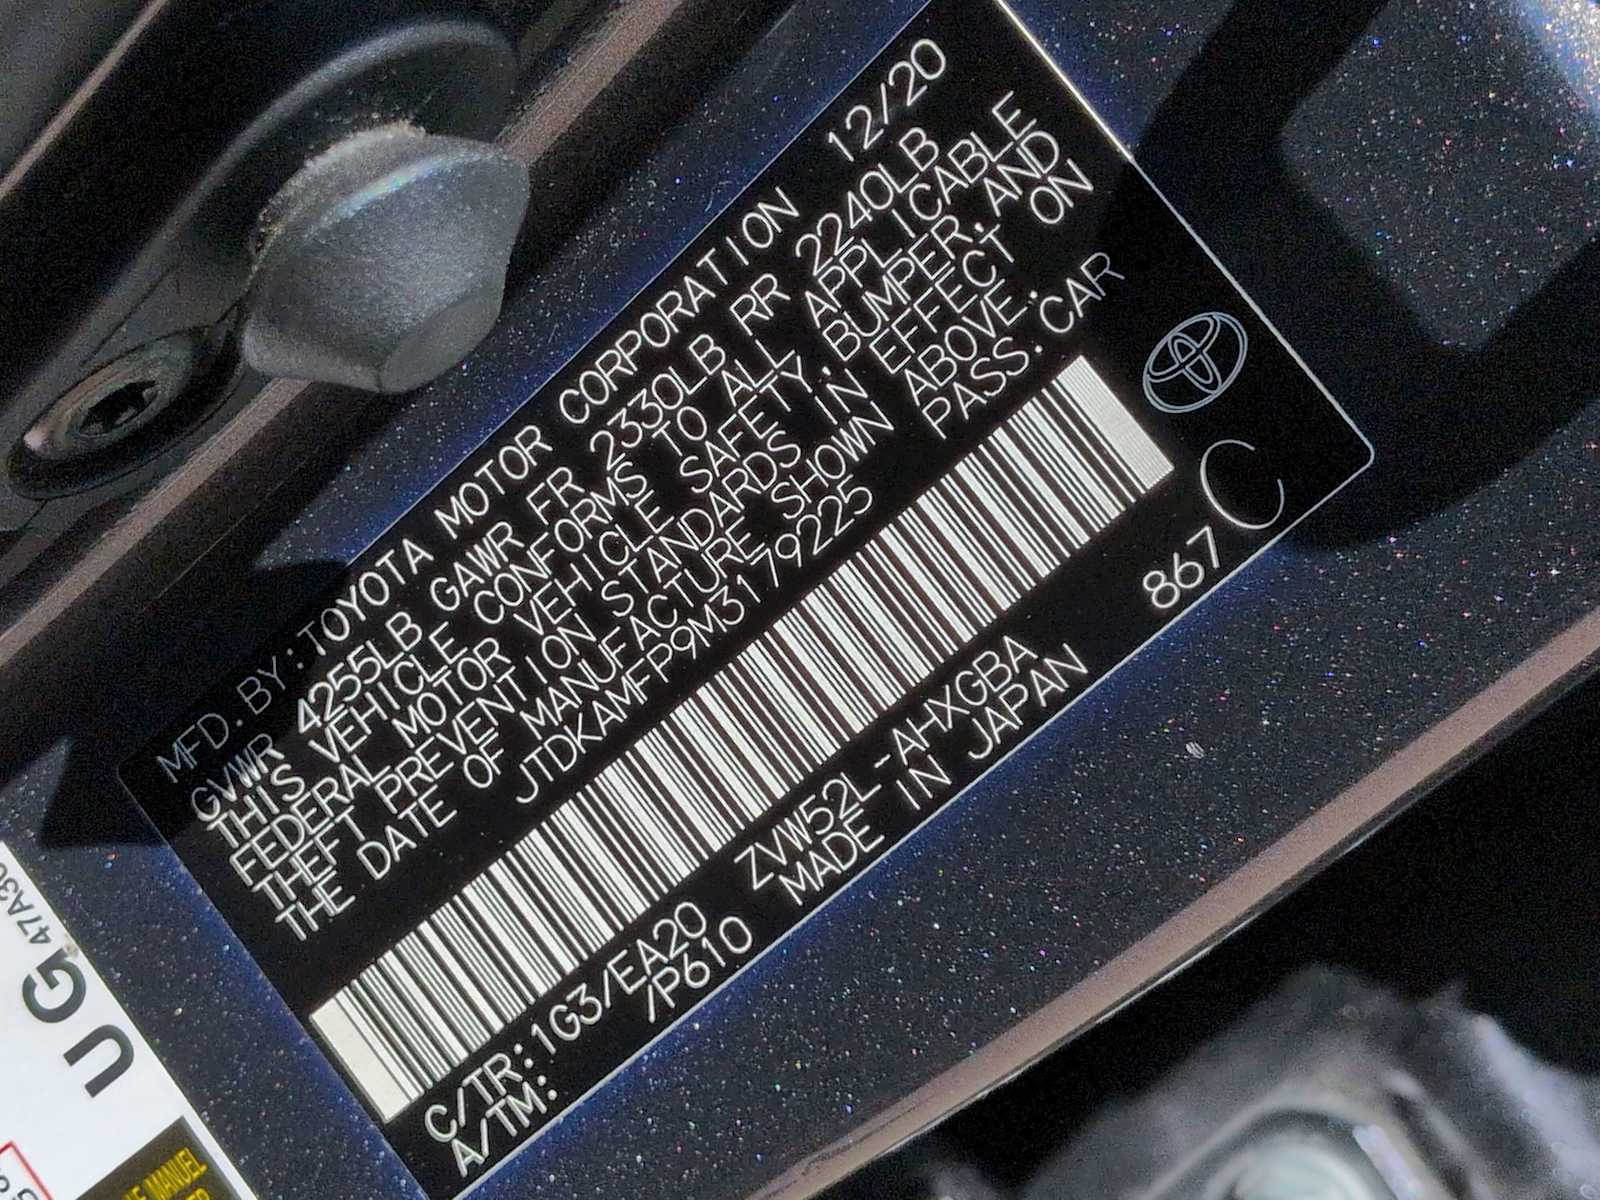 MFD. BY: TOYOTA MOTOR CORPORATION 12/20
GVWR 4255LB GAWR FR 2330LB RR 2240LB
THIS VEHICLE CONFORMS TO ALL APPLICABLE
FEDERAL MOTOR VEHICLE SAFETY, BUMPER, AND
THEFT PREVENTION STANDARDS IN EFFECT ON
THE DATE OF MANUFACTURE SHOWN ABOVE.
JTDKAMFP9M3179225 PASS. CAR
C/TR: 1G3/EA20 ZVW52L-AHXGBA 867 C
A/TM: /P610 MADE IN JAPAN
UG
47A3
MANUEL